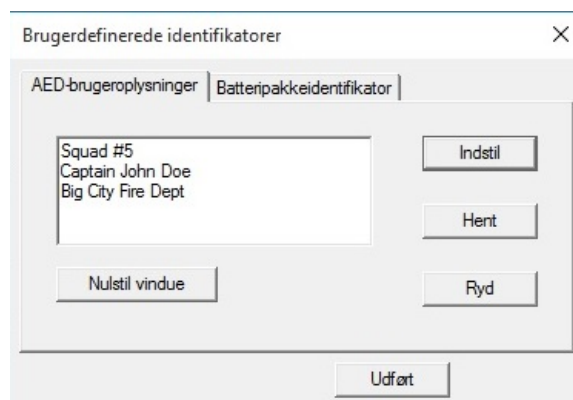 Brugerdefinerede identifikatorer
AED-brugeroplysninger
Batteripakkeidentifikator
Squad #5
Captain John Doe
Big City Fire Dept
Indstil
Hent
Nulstil vindue
Ryd
Udført